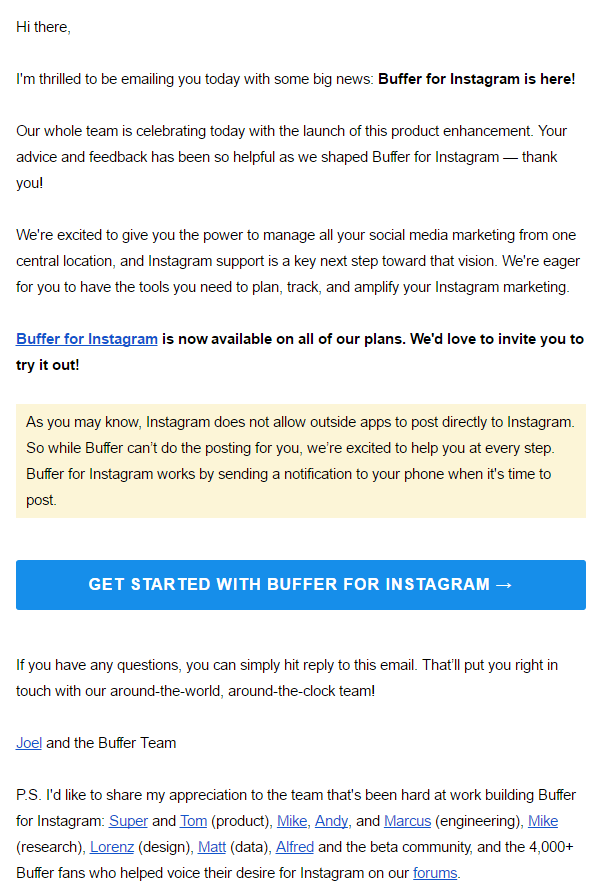 Hi there,
I'm thrilled to be emailing you today with some big news: Buffer for Instagram is here!
Our whole team is celebrating today with the launch of this product enhancement. Your
advice and feedback has been so helpful as we shaped Buffer for Instagram — thank
you!
We're excited to give you the power to manage all your social media marketing from one
central location, and Instagram support is a key next step toward that vision. We're eager
for you to have the tools you need to plan, track, and amplify your Instagram marketing.
Buffer for Instagram is now available on all of our plans. We'd love to invite you to
try it out!
As you may know, Instagram does not allow outside apps to post directly to Instagram.
So while Buffer can’t do the posting for you, we’re excited to help you at every step.
Buffer for Instagram works by sending a notification to your phone when it's time to
post.
GET STARTED WITH BUFFER FOR INSTAGRAM →
If you have any questions, you can simply hit reply to this email. That’ll put you right in
touch with our around-the-world, around-the-clock team!
Joel and the Buffer Team
P.S. I'd like to share my appreciation to the team that's been hard at work building Buffer
for Instagram: Super and Tom (product), Mike, Andy, and Marcus (engineering), Mike
(research), Lorenz (design), Matt (data), Alfred and the beta community, and the 4,000+
Buffer fans who helped voice their desire for Instagram on our forums.